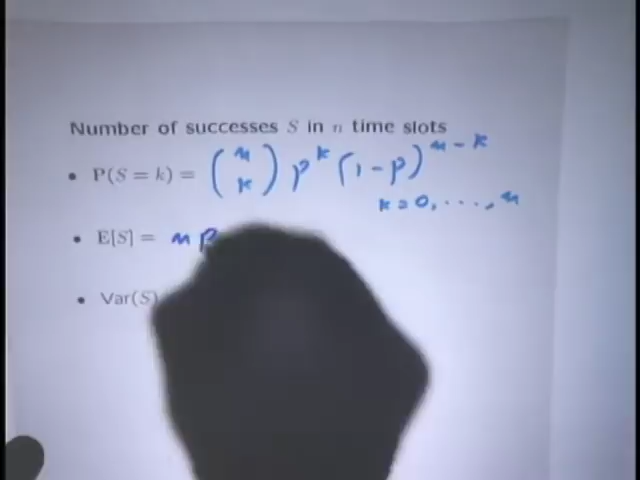 Number of successes S in n time slots
• P(S = k) = (n k) p^k (1-p)^{n-k}
k=0,...,n
• E[S] = n p
• Var(S)